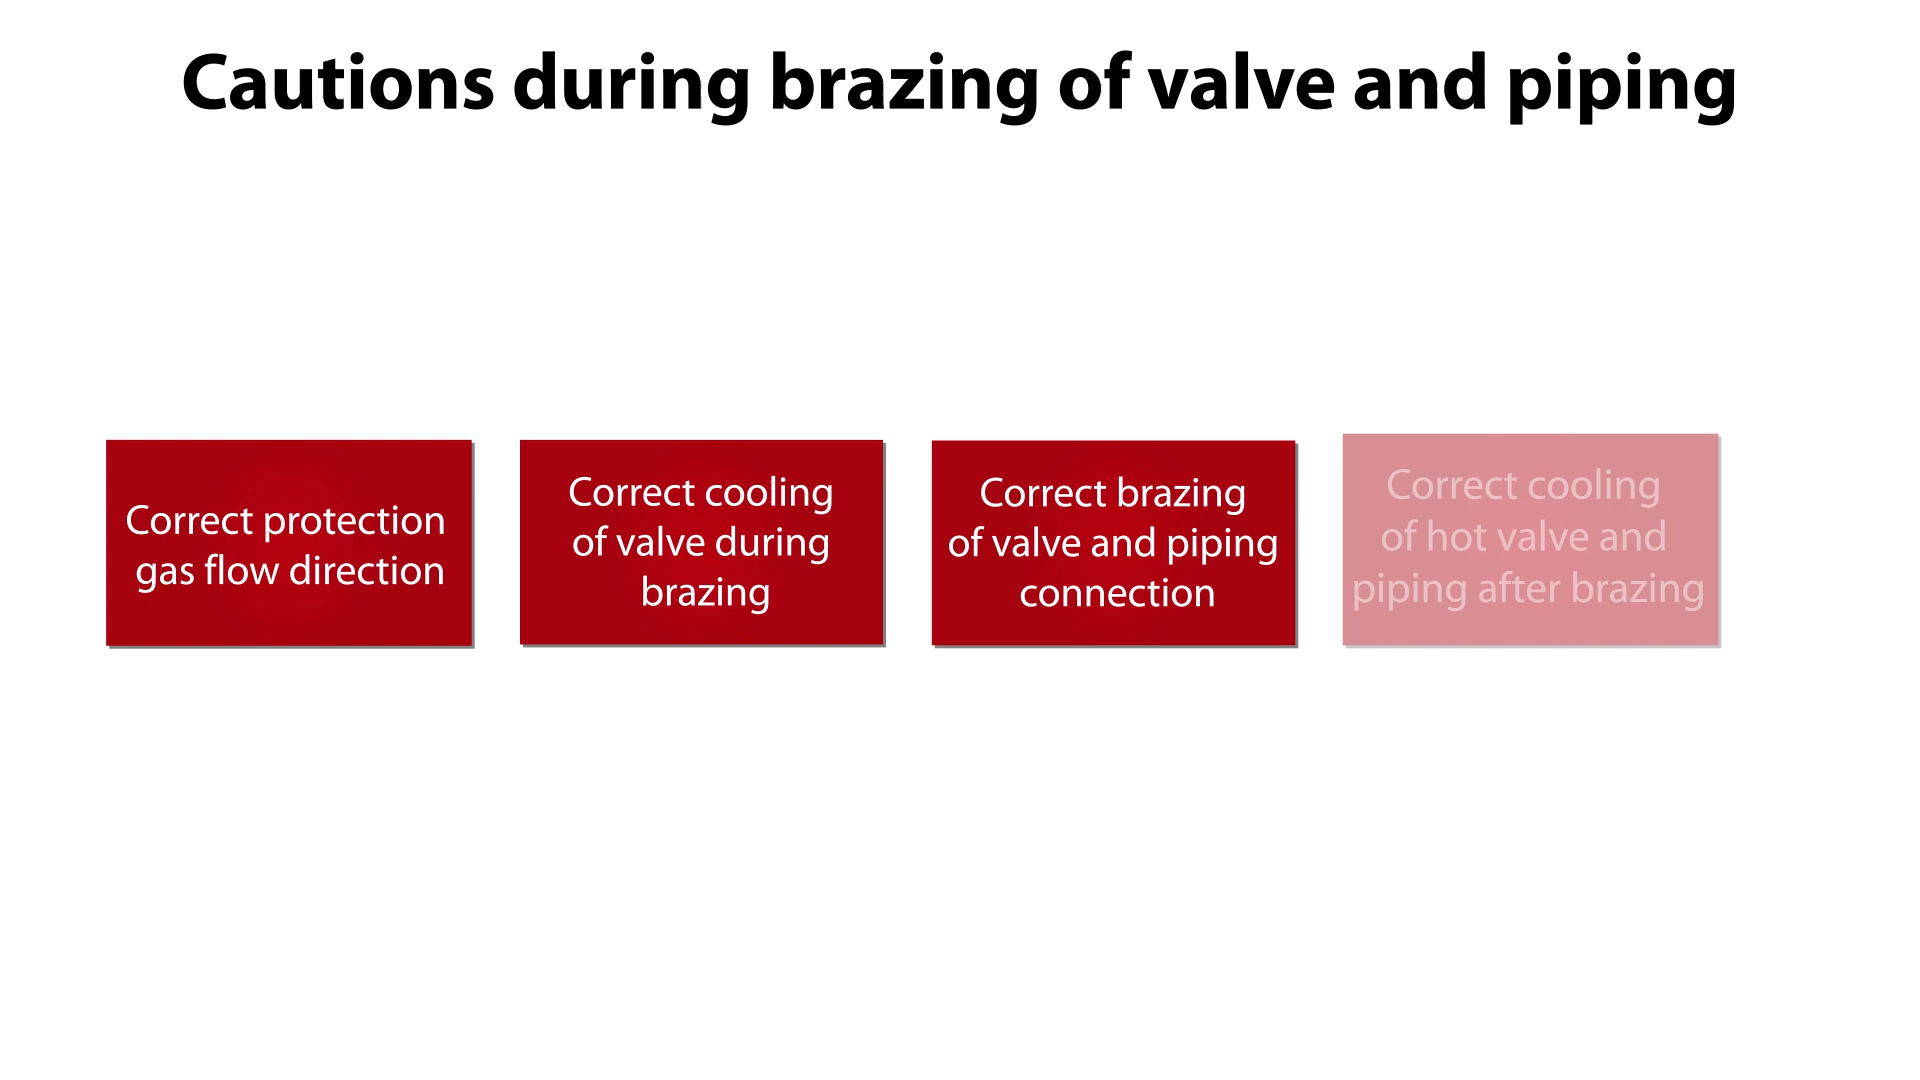 Cautions during brazing of valve and piping
Correct protection
gas flow direction
Correct cooling
of valve during
brazing
Correct brazing
of valve and piping
connection
Correct cooling
of hot valve and
piping after brazing